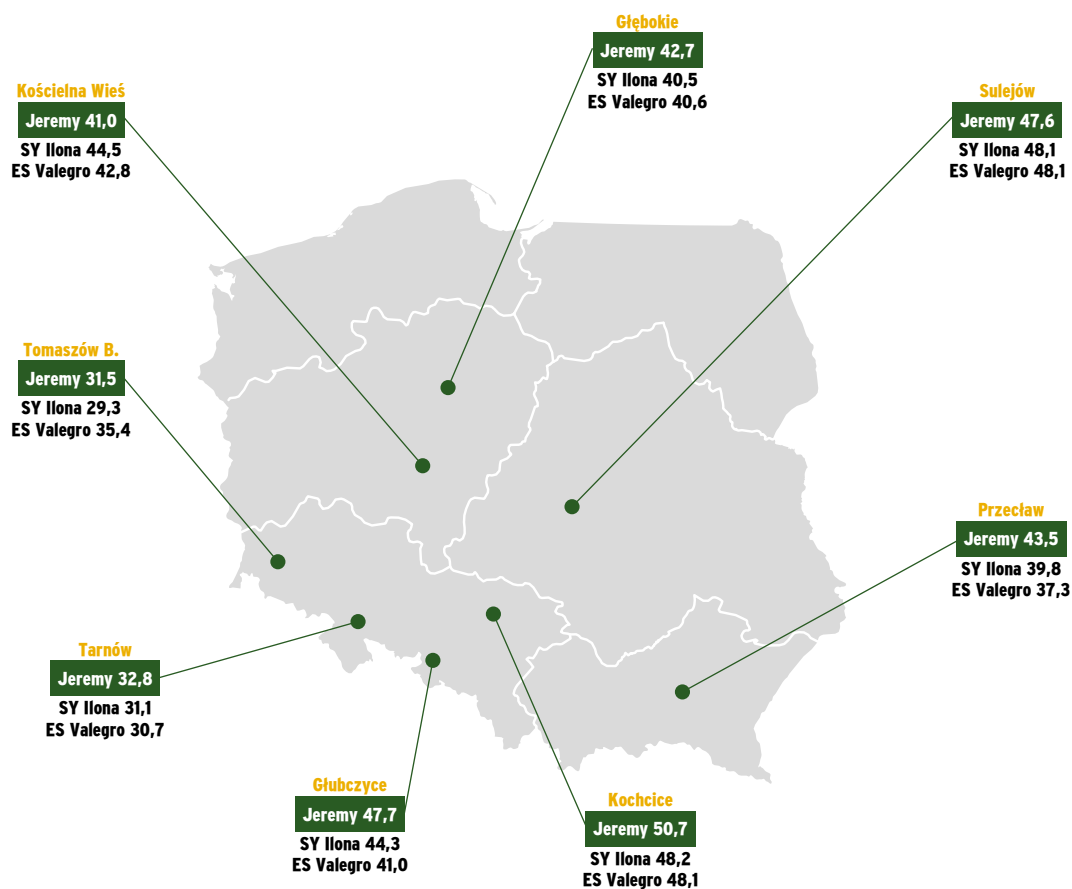 Głębokie
Jeremy 42,7
SY Ilona 40,5
ES Valegro 40,6
Kościelna Wieś
Jeremy 41,0
SY Ilona 44,5
ES Valegro 42,8
Sulejów
Jeremy 47,6
SY Ilona 48,1
ES Valegro 48,1
Tomaszów B.
Jeremy 31,5
SY Ilona 29,3
ES Valegro 35,4
Przecław
Jeremy 43,5
SY Ilona 39,8
ES Valegro 37,3
Tarnów
Jeremy 32,8
SY Ilona 31,1
ES Valegro 30,7
Głubczyce
Jeremy 47,7
SY Ilona 44,3
ES Valegro 41,0
Kochcice
Jeremy 50,7
SY Ilona 48,2
ES Valegro 48,1